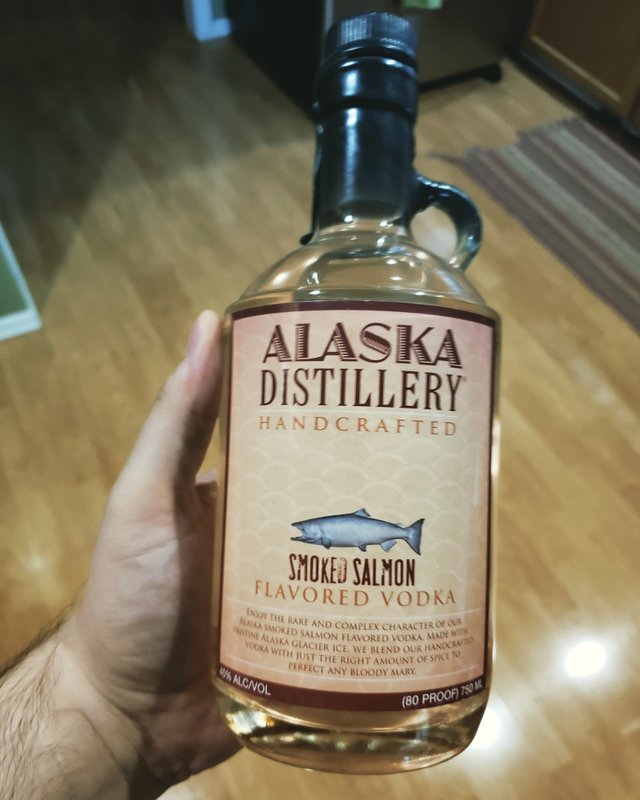 ALASKA
DISTILLERY
HANDCRAFTED
SMOKED SALMON
FLAVORED VODKA
ENJOY THE RARE AND COMPLEX CHARACTER OF OUR
ALASKA SMOKED SALMON FLAVORED VODKA. MADE WITH
PRISTINE ALASKA GLACIER ICE, WE BLEND OUR HANDCRAFTED
VODKA WITH JUST THE RIGHT AMOUNT OF SPICE TO
PERFECT ANY BLOODY MARY.
40% ALC/VOL
(80 PROOF) 750 ML